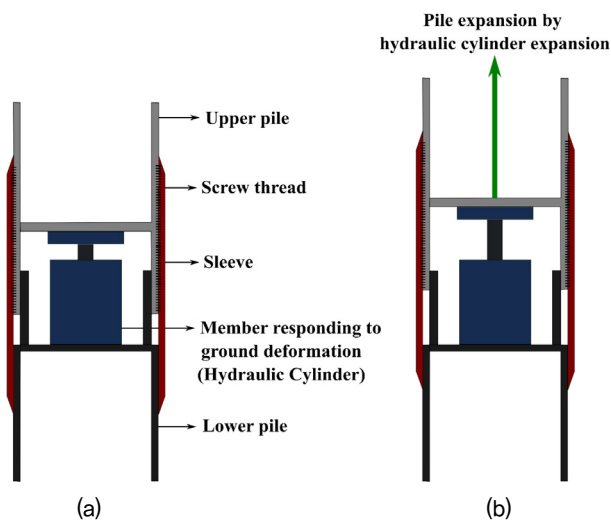 Pile expansion by
hydraulic cylinder expansion
Upper pile
Screw thread
Sleeve
Member responding to
ground deformation
(Hydraulic Cylinder)
Lower pile
(a)
(b)